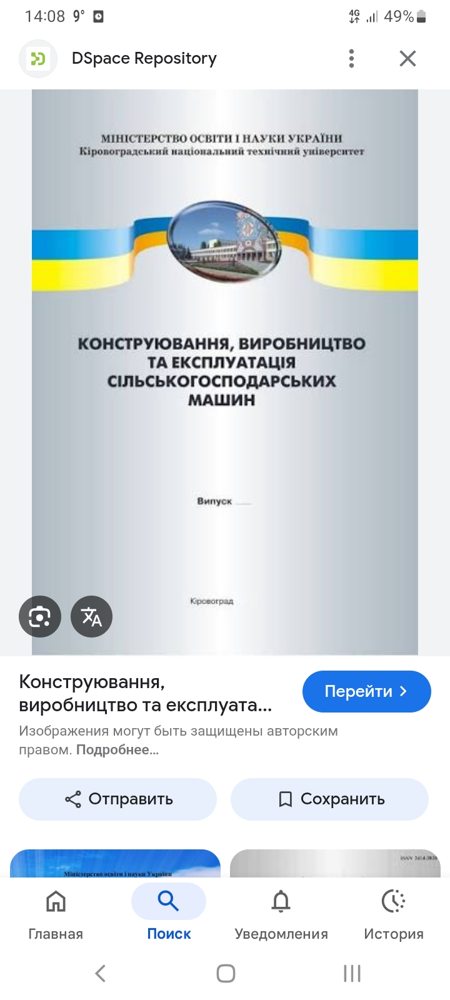 14:08 9° 4G 49%
DSpace Repository
МІНІСТЕРСТВО ОСВІТИ І НАУКИ УКРАЇНИ
Кіровоградський національний технічний університет
КОНСТРУЮВАННЯ, ВИРОБНИЦТВО
ТА ЕКСПЛУАТАЦІЯ
СІЛЬСЬКОГОСПОДАРСЬКИХ
МАШИН
Випуск
Кіровоград
Конструювання,
виробництво та експлуата...
Перейти
Изображения могут быть защищены авторским
правом. Подробнее...
Отправить
Сохранить
Міністерство освіти і науки України
ISSN
Главная
Поиск
Уведомления
История